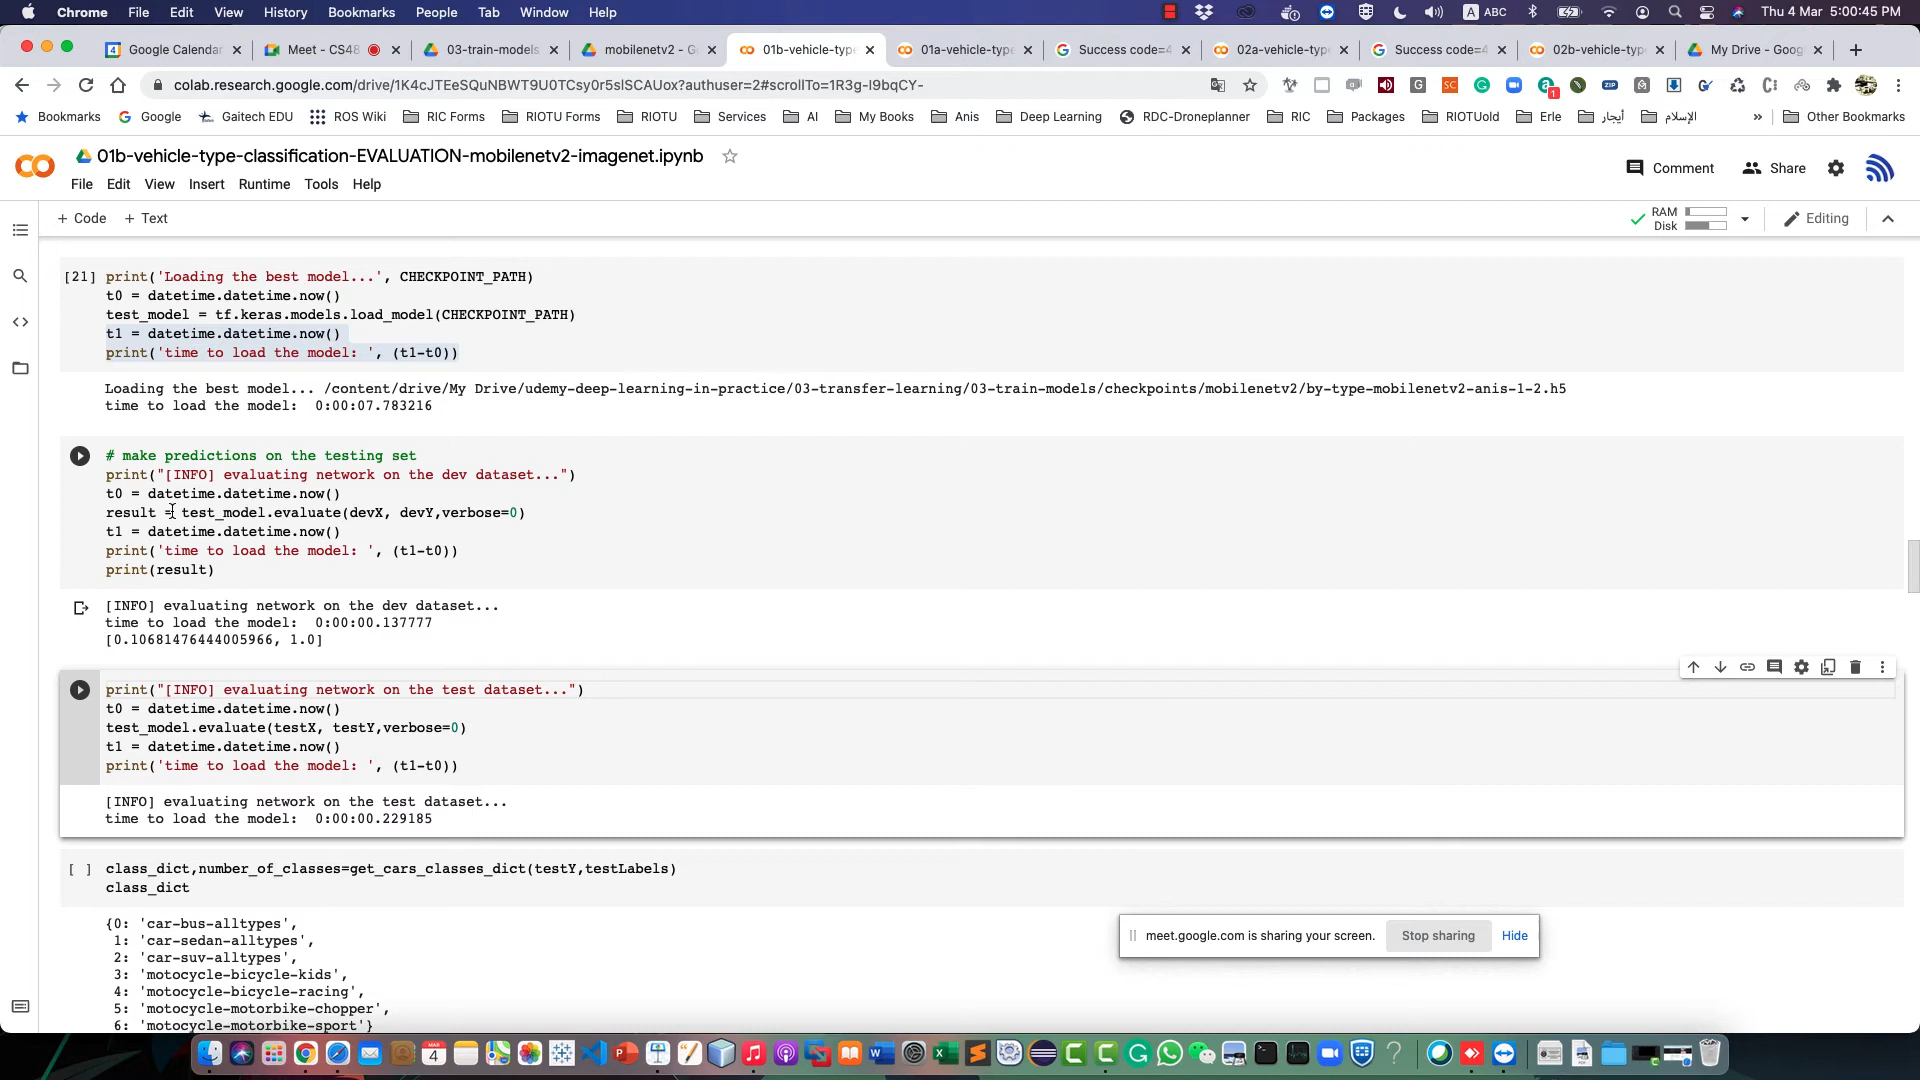 Chrome File Edit View History Bookmarks People Tab Window Help A ABC Thu 4 Mar 5:00:45 PM
Google Calendar Meet - CS48 03-train-models mobilenetv2 - G 01b-vehicle-type 01a-vehicle-type Success code=4 02a-vehicle-type Success code=4 02b-vehicle-type My Drive - Goog
colab.research.google.com/drive/1K4cJTEeSQuNBWT9U0TCsy0r5slSCAUox?authuser=2#scrollTo=1R3g-I9bqCY-
Bookmarks Google Gaitech EDU ROS Wiki RIC Forms RIOTU Forms RIOTU Services AI My Books Anis Deep Learning RDC-Droneplanner RIC Packages RIOTUold Erle أيجار الإسلام » Other Bookmarks
01b-vehicle-type-classification-EVALUATION-mobilenetv2-imagenet.ipynb
Comment Share
File Edit View Insert Runtime Tools Help
+ Code + Text RAM Disk Editing
[21] print('Loading the best model...', CHECKPOINT_PATH)
t0 = datetime.datetime.now()
test_model = tf.keras.models.load_model(CHECKPOINT_PATH)
t1 = datetime.datetime.now()
print('time to load the model: ', (t1-t0))
Loading the best model... /content/drive/My Drive/udemy-deep-learning-in-practice/03-transfer-learning/03-train-models/checkpoints/mobilenetv2/by-type-mobilenetv2-anis-1-2.h5
time to load the model:  0:00:07.783216
# make predictions on the testing set
print("[INFO] evaluating network on the dev dataset...")
t0 = datetime.datetime.now()
result = test_model.evaluate(devX, devY,verbose=0)
t1 = datetime.datetime.now()
print('time to load the model: ', (t1-t0))
print(result)
[INFO] evaluating network on the dev dataset...
time to load the model:  0:00:00.137777
[0.10681476444005966, 1.0]
print("[INFO] evaluating network on the test dataset...")
t0 = datetime.datetime.now()
test_model.evaluate(testX, testY,verbose=0)
t1 = datetime.datetime.now()
print('time to load the model: ', (t1-t0))
[INFO] evaluating network on the test dataset...
time to load the model:  0:00:00.229185
[ ] class_dict,number_of_classes=get_cars_classes_dict(testY,testLabels)
class_dict
{0: 'car-bus-alltypes',
1: 'car-sedan-alltypes',
2: 'car-suv-alltypes',
3: 'motocycle-bicycle-kids',
4: 'motocycle-bicycle-racing',
5: 'motocycle-motorbike-chopper',
6: 'motocycle-motorbike-sport'}
meet.google.com is sharing your screen. Stop sharing Hide